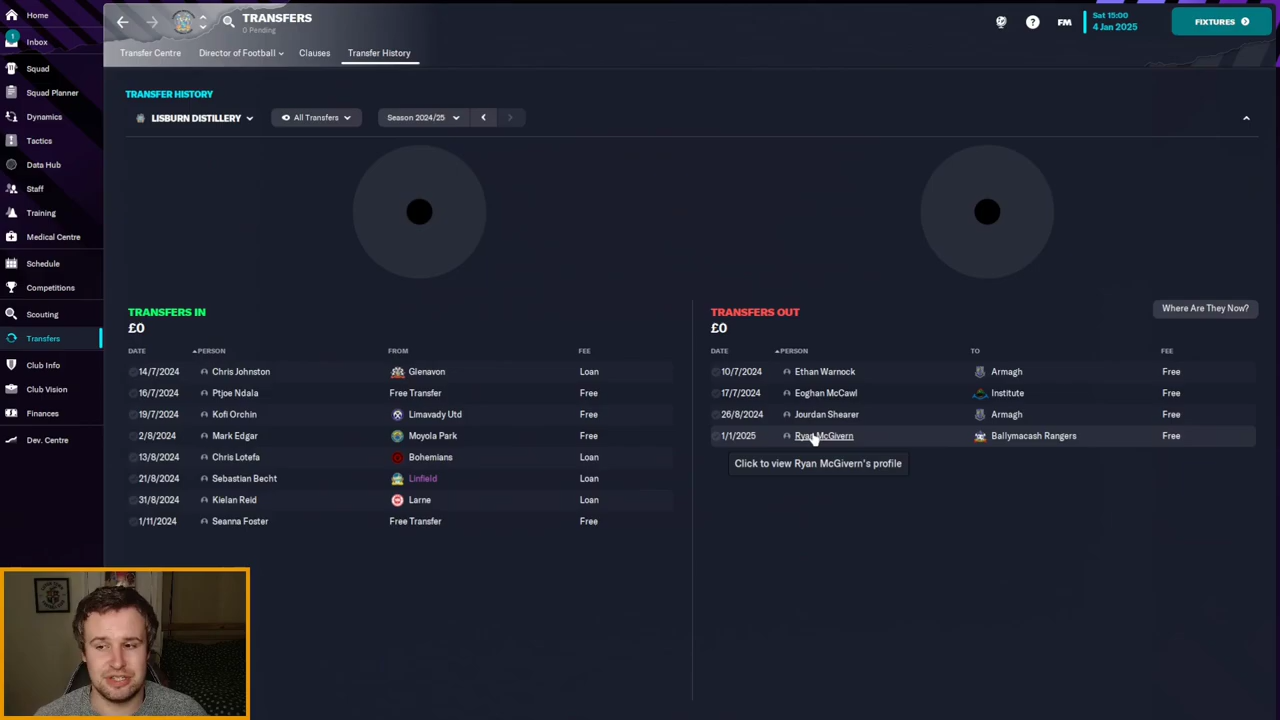 Home
TRANSFERS
0 Pending
FM
Sat 15:00
4 Jan 2025
FIXTURES
1
Inbox
Squad
Squad Planner
Dynamics
Tactics
Data Hub
Staff
Training
Medical Centre
Schedule
Competitions
Scouting
Transfers
Club Info
Club Vision
Finances
Dev. Centre
Transfer Centre Director of Football Clauses Transfer History
TRANSFER HISTORY
LISBURN DISTILLERY All Transfers Season 2024/25
TRANSFERS IN
£0
DATE PERSON FROM FEE
14/7/2024 Chris Johnston Glenavon Loan
16/7/2024 Ptjoe Ndala Free Transfer Free
19/7/2024 Kofi Orchin Limavady Utd Free
2/8/2024 Mark Edgar Moyola Park Free
13/8/2024 Chris Lotefa Bohemians Loan
21/8/2024 Sebastian Becht Linfield Loan
31/8/2024 Kielan Reid Larne Loan
1/11/2024 Seanna Foster Free Transfer Free
TRANSFERS OUT
£0
Where Are They Now?
DATE PERSON TO FEE
10/7/2024 Ethan Warnock Armagh Free
17/7/2024 Eoghan McCawl Institute Free
26/8/2024 Jourdan Shearer Armagh Free
1/1/2025 Ryan McGivern Ballymacash Rangers Free
Click to view Ryan McGivern's profile